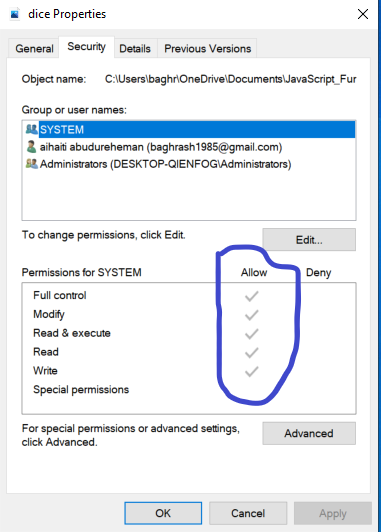 dice Properties
General Security Details Previous Versions
Object name: C:\Users\baghr\OneDrive\Documents\JavaScript_Fur
Group or user names:
SYSTEM
aihaiti abudureheman (baghrash1985@gmail.com)
Administrators (DESKTOP-QIENFOG\Administrators)
To change permissions, click Edit.
Edit...
Permissions for SYSTEM Allow Deny
Full control
Modify
Read & execute
Read
Write
Special permissions
For special permissions or advanced settings,
click Advanced.
Advanced
OK Cancel Apply